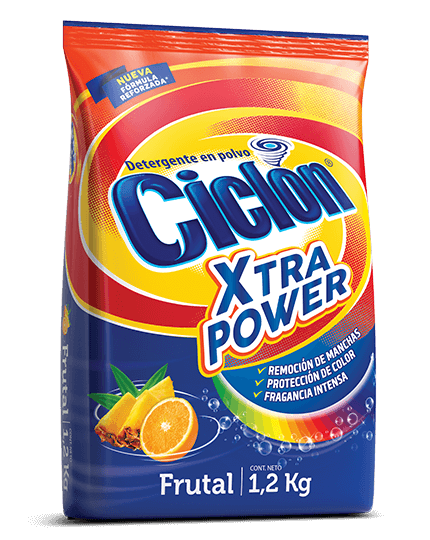 NUEVA
FÓRMULA
REFORZADA*
Detergente en polvo
Ciclon®
XTRA
POWER
✓ REMOCIÓN DE MANCHAS
✓ PROTECCIÓN DE COLOR
✓ FRAGANCIA INTENSA
Frutal
CONT. NETO
1,2 Kg
Frutal
1,2 Kg